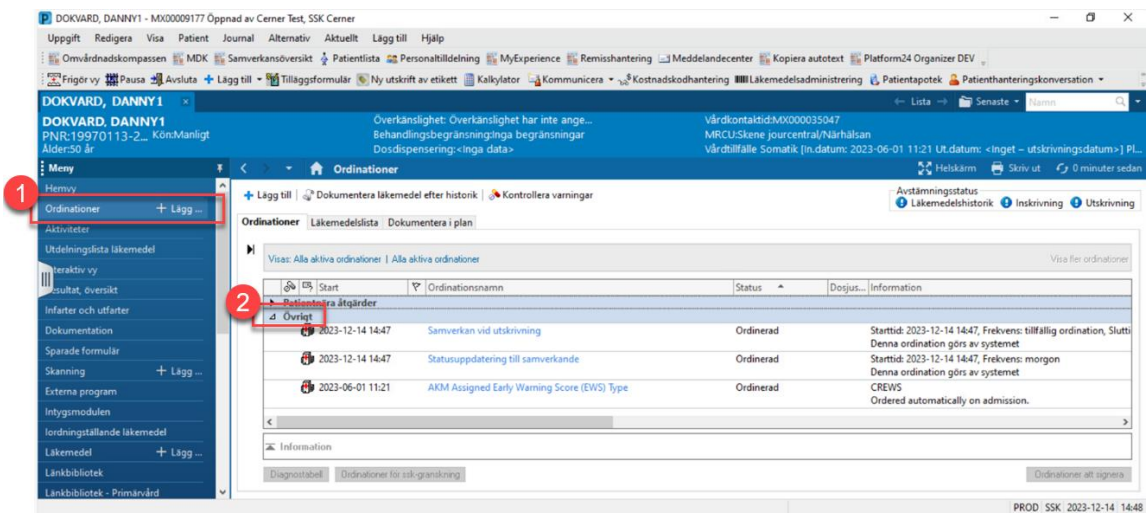 DOKVARD, DANNY1 - MX00009177 Öppnad av Cerner Test, SSK Cerner
Uppgift Redigera Visa Patient Journal Alternativ Aktuellt Lägg till Hjälp
Omvårdnadskompassen MDK Samverkansöversikt Patientlista Personaltilldelning MyExperience Remisshantering Meddelandecenter Kopiera autotext Platform24 Organizer DEV
Frigör vy Pausa Avsluta Lägg till Tilläggsformulär Ny utskrift av etikett Kalkylator Kommunicera Kostnadskodhantering Läkemedelsadministrering Patientapotek Patienthanteringskonversation
DOKVARD, DANNY1 Lista Senaste Namn
DOKVARD, DANNY1 Överkänslighet: Överkänslighet har inte ange... Vårdkontaktid:MX000035047
PNR:19970113-2... Kön:Manligt Behandlingsbegränsning:Inga begränsningar MRCU:Skene jourcentral/Närhälsan
Ålder:50 år Dosdispensering:<Inga data> Vårdtillfälle Somatik [In.datum: 2023-06-01 11:21 Ut.datum: <Inget – utskrivningsdatum>] Pl...
Meny Ordinationer Helskärm Skriv ut 0 minuter sedan
1
Hemvy
Ordinationer + Lägg ...
Aktiviteter
Utdelningslista läkemedel
teraktiv vy
esultat, översikt
Infarter och utfarter
Dokumentation
Sparade formulär
Skanning + Lägg ...
Externa program
Intygsmodulen
Iordningställande läkemedel
Läkemedel + Lägg ...
Länkbibliotek
Länkbibliotek - Primärvård
+ Lägg till Dokumentera läkemedel efter historik Kontrollera varningar
Avstämningsstatus
Läkemedelshistorik Inskrivning Utskrivning
Ordinationer Läkemedelslista Dokumentera i plan
Visas: Alla aktiva ordinationer | Alla aktiva ordinationer Visa fler ordinationer
Start Ordinationsnamn Status Dosjus... Information
2
Patientnära åtgärder
Övrigt
2023-12-14 14:47 Samverkan vid utskrivning Ordinerad Starttid: 2023-12-14 14:47, Frekvens: tillfällig ordination, Slutti
Denna ordination görs av systemet
2023-12-14 14:47 Statusuppdatering till samverkande Ordinerad Starttid: 2023-12-14 14:47, Frekvens: morgon
Denna ordination görs av systemet
2023-06-01 11:21 AKM Assigned Early Warning Score (EWS) Type Ordinerad CREWS
Ordered automatically on admission.
Information
Diagnostabell Ordinationer för ssk-granskning Ordinationer att signera
PROD SSK 2023-12-14 14:48